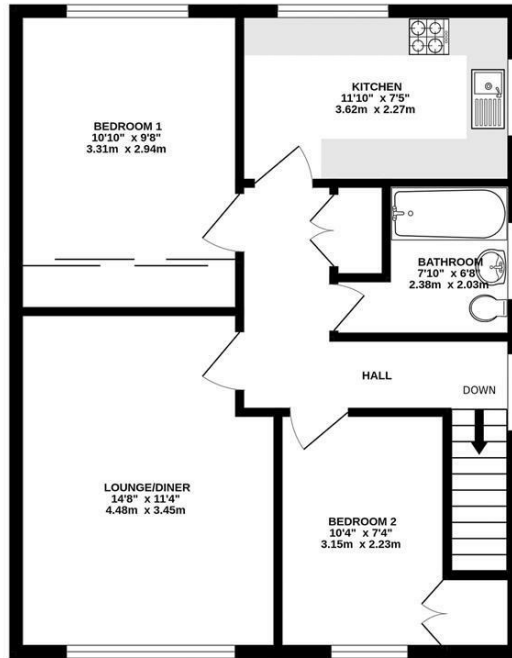 KITCHEN
11'10" x 7'5"
3.62m x 2.27m
BEDROOM 1
10'10" x 9'8"
3.31m x 2.94m
BATHROOM
7'10" x 6'8"
2.38m x 2.03m
HALL
DOWN
LOUNGE/DINER
14'8" x 11'4"
4.48m x 3.45m
BEDROOM 2
10'4" x 7'4"
3.15m x 2.23m